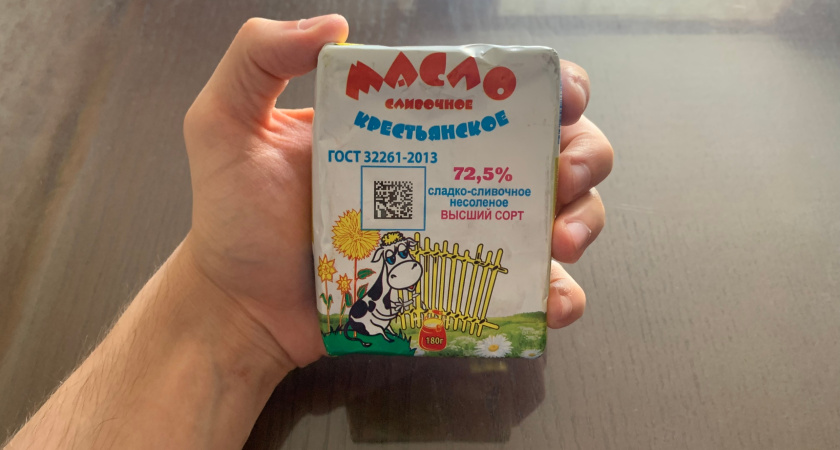 МАСЛО
СЛИВОЧНОЕ
КРЕСТЬЯНСКОЕ
ГОСТ 32261-2013
72,5%
сладко-сливочное
несоленое
ВЫСШИЙ СОРТ
180г